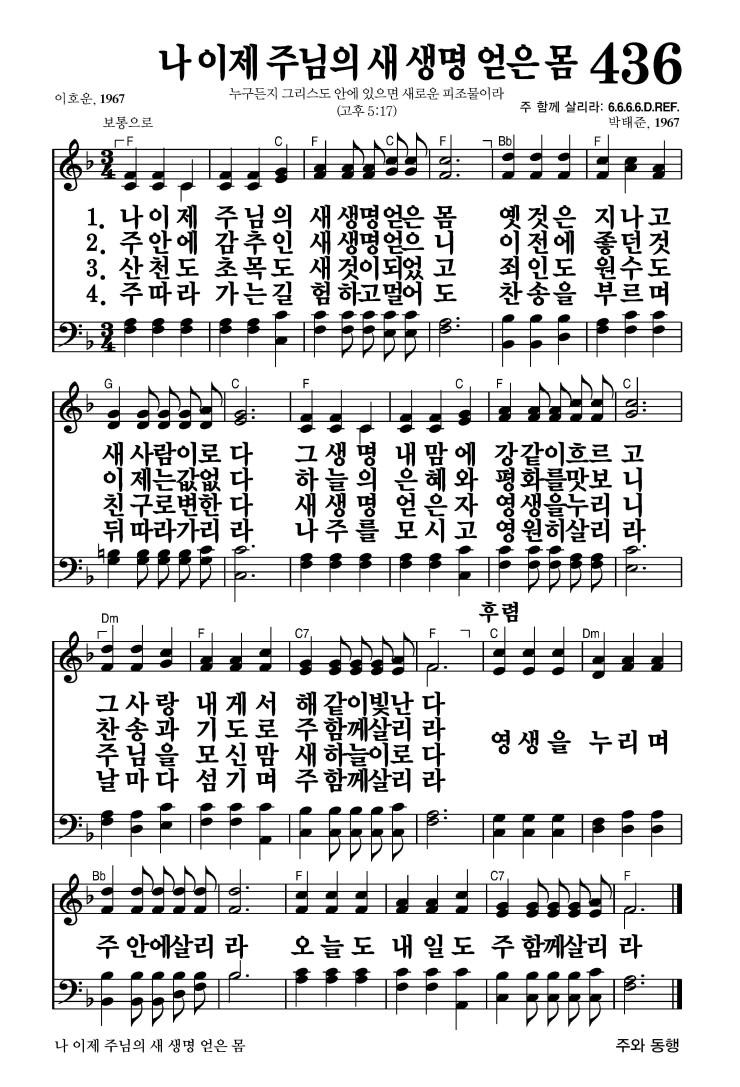 나 이제 주님의 새 생명 얻은 몸 436
누구든지 그리스도 안에 있으면 새로운 피조물이라
(고후 5:17)
이호운, 1967
주 함께 살리라: 6.6.6.6.D.REF.
박태준, 1967
보통으로
F C F C F Bb F
3/4
1. 나 이 제 주 님 의 새 생명 얻은 몸 옛 것 은 지 나 고
2. 주 안 에 감 추 인 새 생명 얻으 니 이 전 에 좋 던 것
3. 산 천 도 초 목 도 새 것이 되었 고 죄 인 도 원 수 도
4. 주 따 라 가 는 길 험 하고 멀어 도 찬 송 을 부 르 며
3/4
G C F C F C
새 사람이로 다 그 생 명 내 맘 에 강 같이 흐르 고
이 제는 값없 다 하 늘 의 은 혜 와 평 화를 맛보 니
친 구로 변한 다 새 생 명 얻 은 자 영 생을 누리 니
뒤 따라가리 라 나 주 를 모 시 고 영 원히 살리 라
후렴
Dm F C7 F C Dm
그 사 랑 내 게 서 해 같이 빛난 다
찬 송 과 기 도 로 주 함께 살리 라
주 님 을 모 신 맘 새 하늘이로 다
날 마 다 섬 기 며 주 함께 살리 라
영 생 을 누 리 며
Bb F C7 F
주 안에 살리 라 오 늘 도 내 일 도 주 함께 살리 라
나 이제 주님의 새 생명 얻은 몸
주와 동행